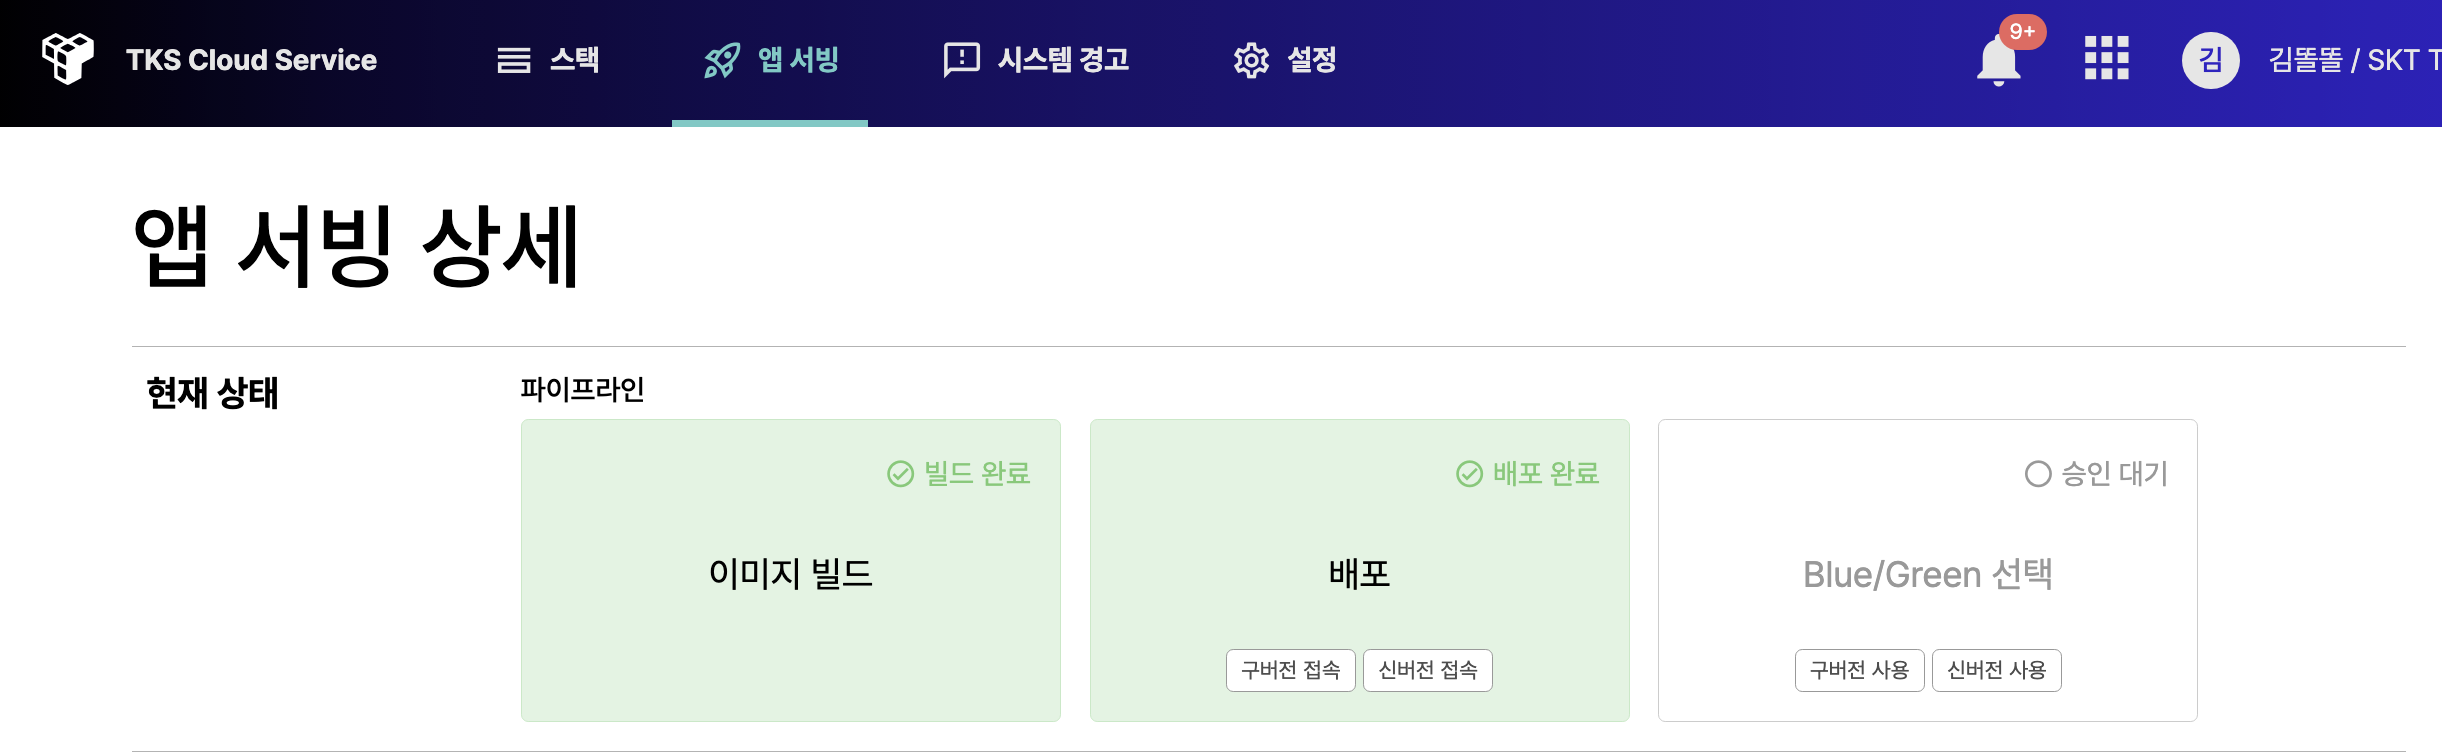 TKS Cloud Service 스택 앱 서빙 시스템 경고 설정 9+ 김 김똘똘 / SKT T
앱 서빙 상세
현재 상태 파이프라인
빌드 완료 배포 완료 승인 대기
이미지 빌드 배포 Blue/Green 선택
구버전 접속 신버전 접속 구버전 사용 신버전 사용